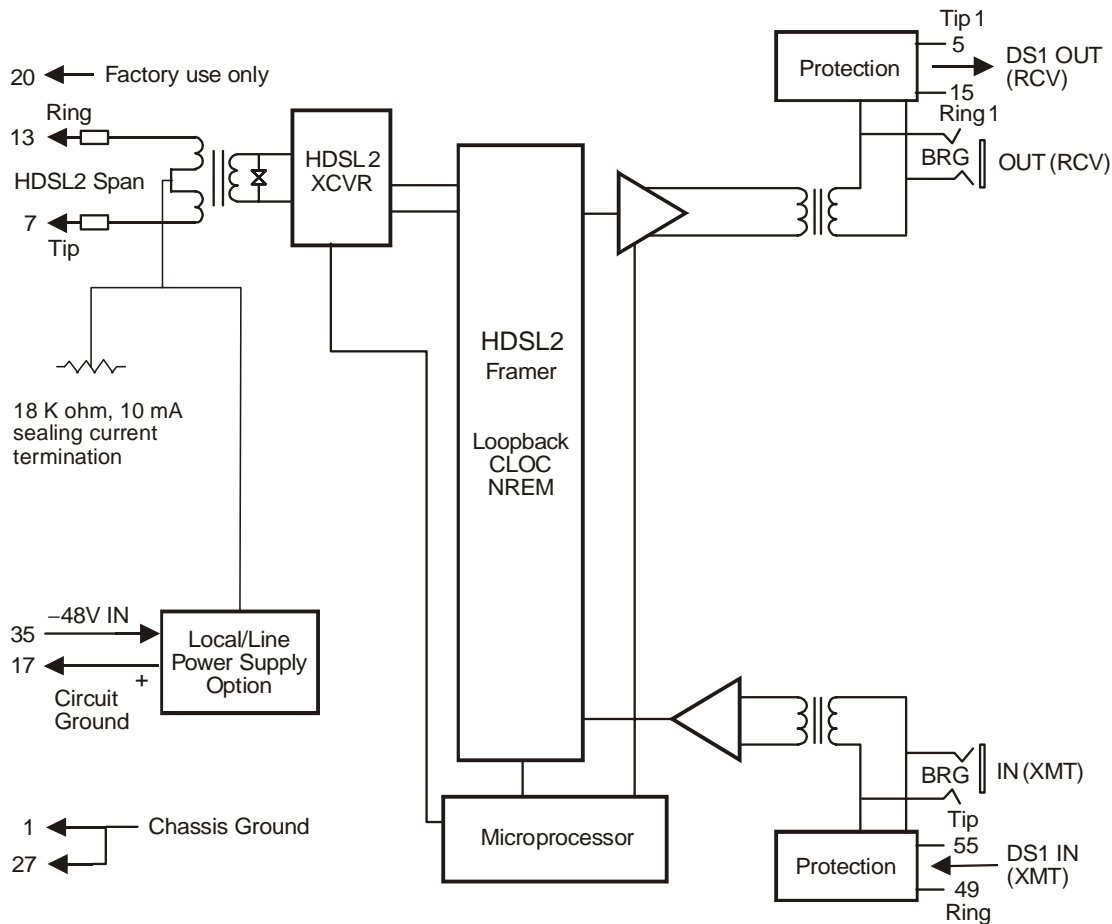 20 Factory use only
Ring
13
HDSL2 Span
7
Tip
18 K ohm, 10 mA
sealing current
termination
HDSL2
XCVR
HDSL2
Framer
Loopback
CLOC
NREM
Tip 1
Protection
5
DS1 OUT
(RCV)
15
Ring 1
BRG
OUT (RCV)
–48V IN
35
17
+
Circuit
Ground
Local/Line
Power Supply
Option
1
Chassis Ground
27
Microprocessor
BRG
IN (XMT)
Tip
Protection
55
DS1 IN
(XMT)
49
Ring